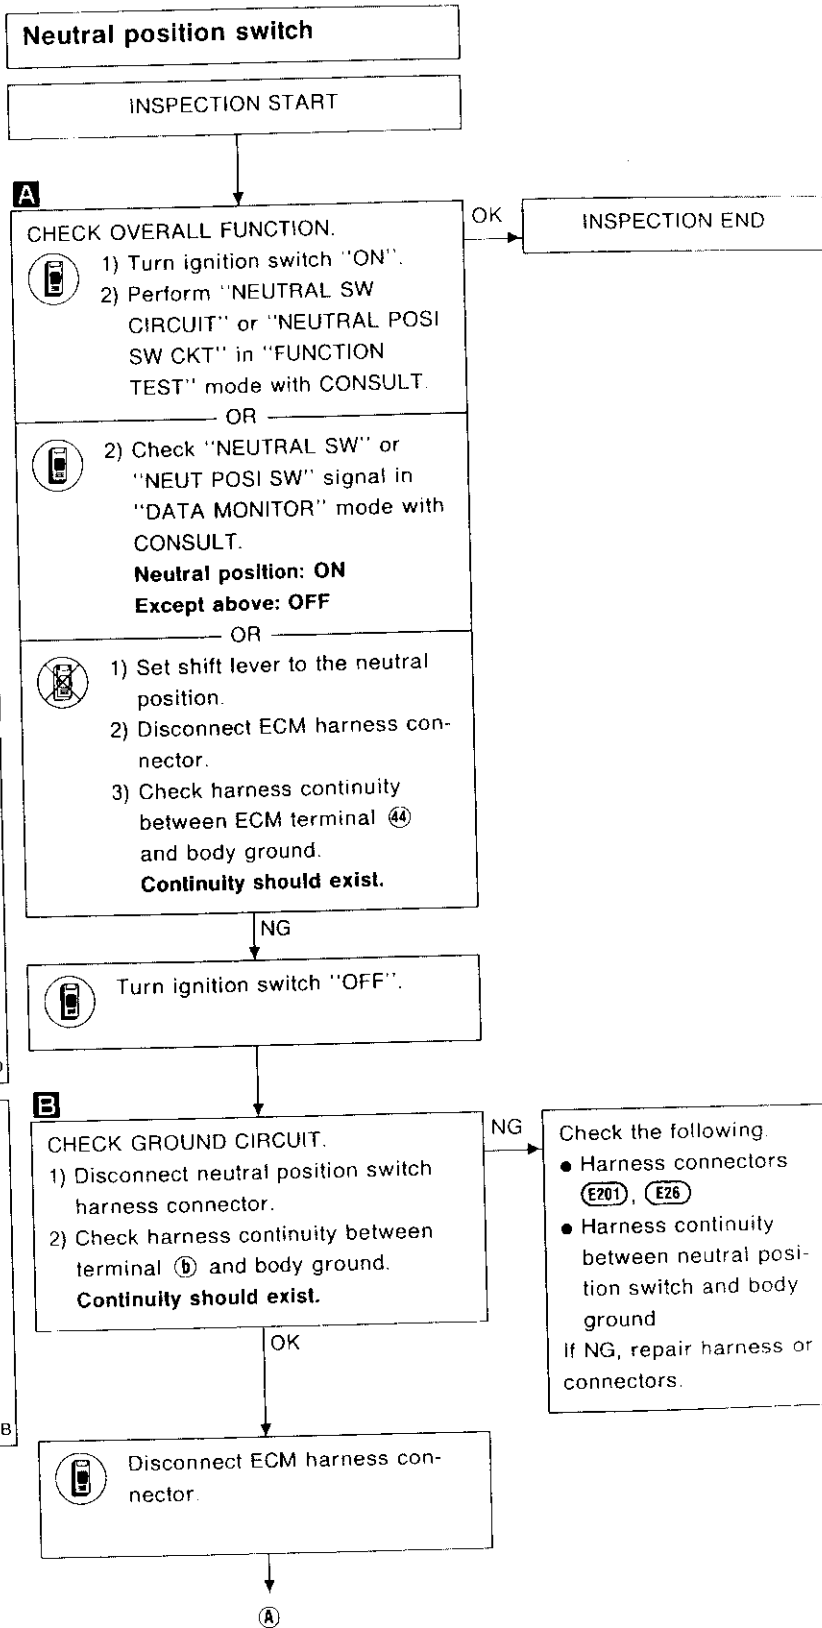 Neutral position switch
INSPECTION START
A
CHECK OVERALL FUNCTION.
1) Turn ignition switch "ON".
2) Perform "NEUTRAL SW
CIRCUIT" or "NEUTRAL POSI
SW CKT" in "FUNCTION
TEST" mode with CONSULT.
OR
2) Check "NEUTRAL SW" or
"NEUT POSI SW" signal in
"DATA MONITOR" mode with
CONSULT.
Neutral position: ON
Except above: OFF
OR
1) Set shift lever to the neutral
position.
2) Disconnect ECM harness con-
nector.
3) Check harness continuity
between ECM terminal 44
and body ground.
Continuity should exist.
OK
INSPECTION END
NG
Turn ignition switch "OFF".
B
CHECK GROUND CIRCUIT.
1) Disconnect neutral position switch
harness connector.
2) Check harness continuity between
terminal b and body ground.
Continuity should exist.
NG
Check the following.
● Harness connectors
E201, E26
● Harness continuity
between neutral posi-
tion switch and body
ground
If NG, repair harness or
connectors.
OK
B
Disconnect ECM harness con-
nector.
A